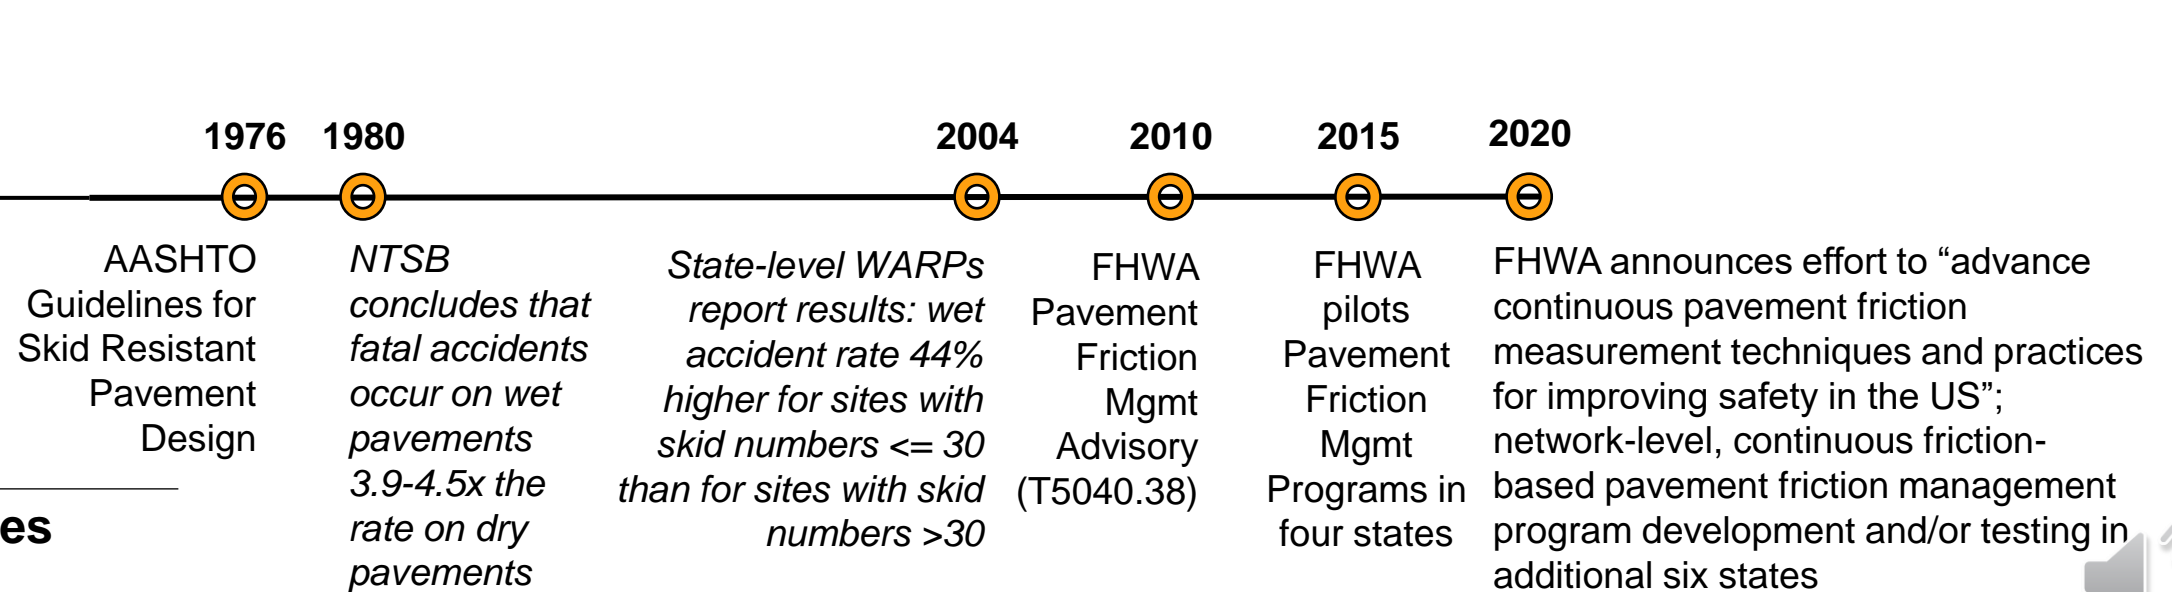 1976
1980
2004
2010
2015
2020
AASHTO
Guidelines for
Skid Resistant
Pavement
Design
NTSB
concludes that
fatal accidents
occur on wet
pavements
3.9-4.5x the
rate on dry
pavements
State-level WARPs
report results: wet
accident rate 44%
higher for sites with
skid numbers <= 30
than for sites with skid
numbers >30
FHWA
Pavement
Friction
Mgmt
Advisory
(T5040.38)
FHWA
pilots
Pavement
Friction
Mgmt
Programs in
four states
FHWA announces effort to “advance
continuous pavement friction
measurement techniques and practices
for improving safety in the US”;
network-level, continuous friction-
based pavement friction management
program development and/or testing in
additional six states
es